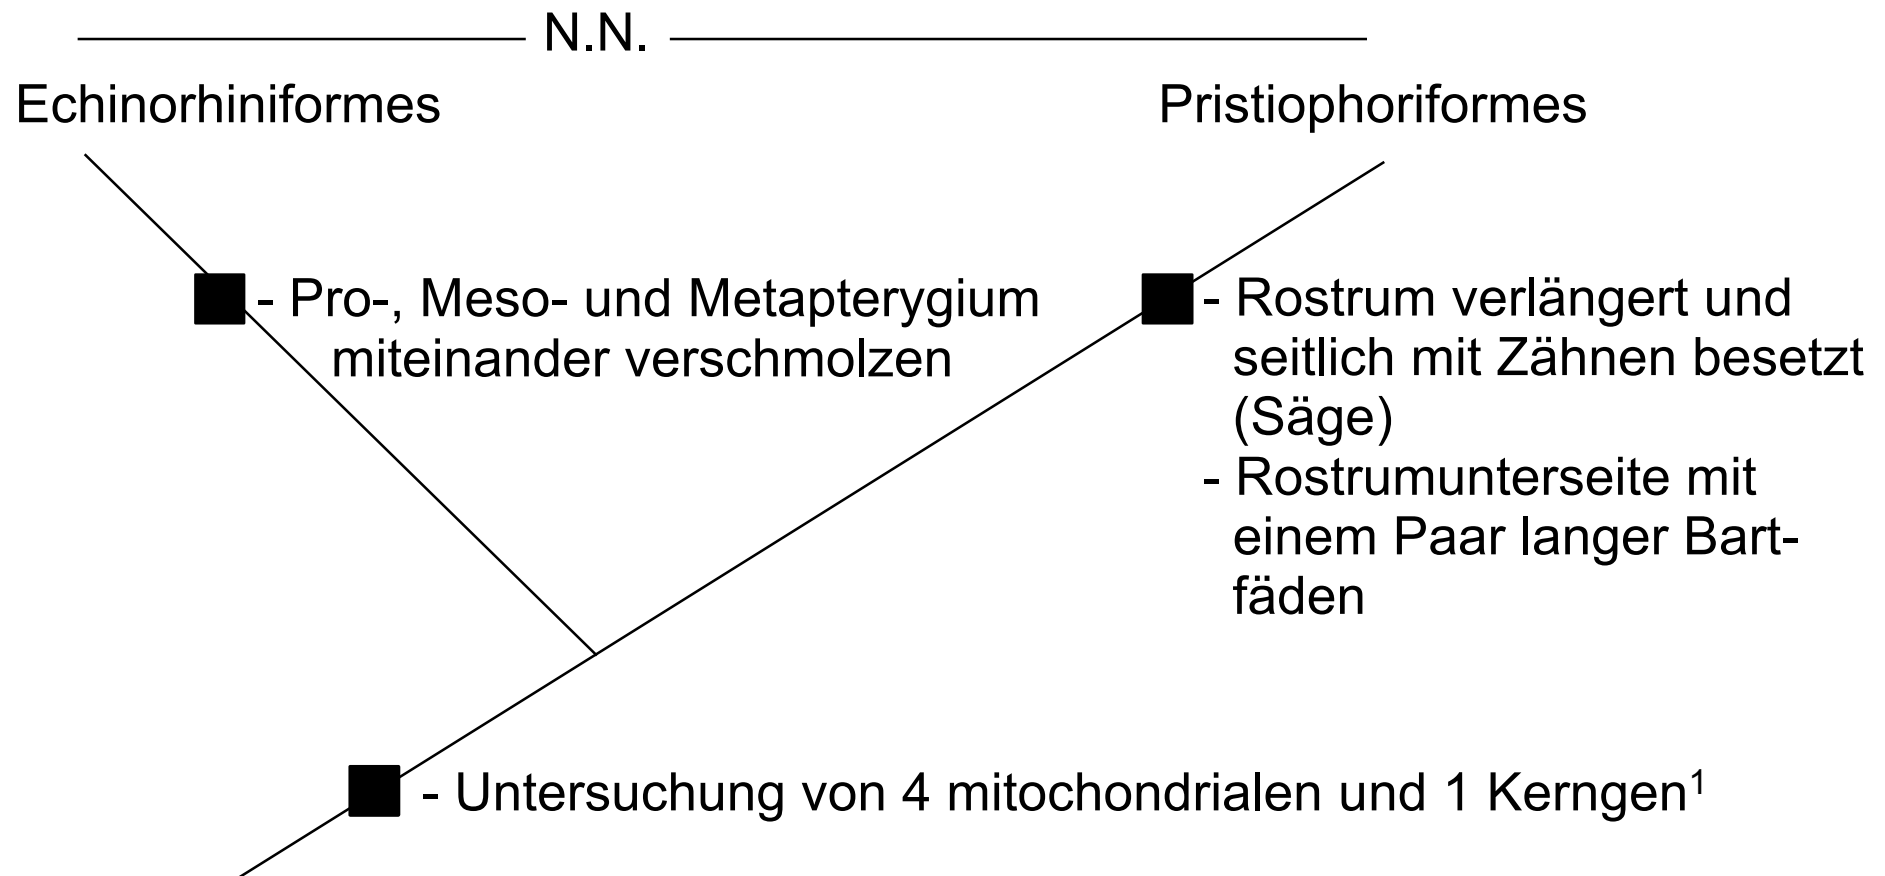 N.N.
Echinorhiniformes
Pristiophoriformes
- Pro-, Meso- und Metapterygium
miteinander verschmolzen
- Rostrum verlängert und
seitlich mit Zähnen besetzt
(Säge)
- Rostrumunterseite mit
einem Paar langer Bart-
fäden
- Untersuchung von 4 mitochondrialen und 1 Kerngen¹